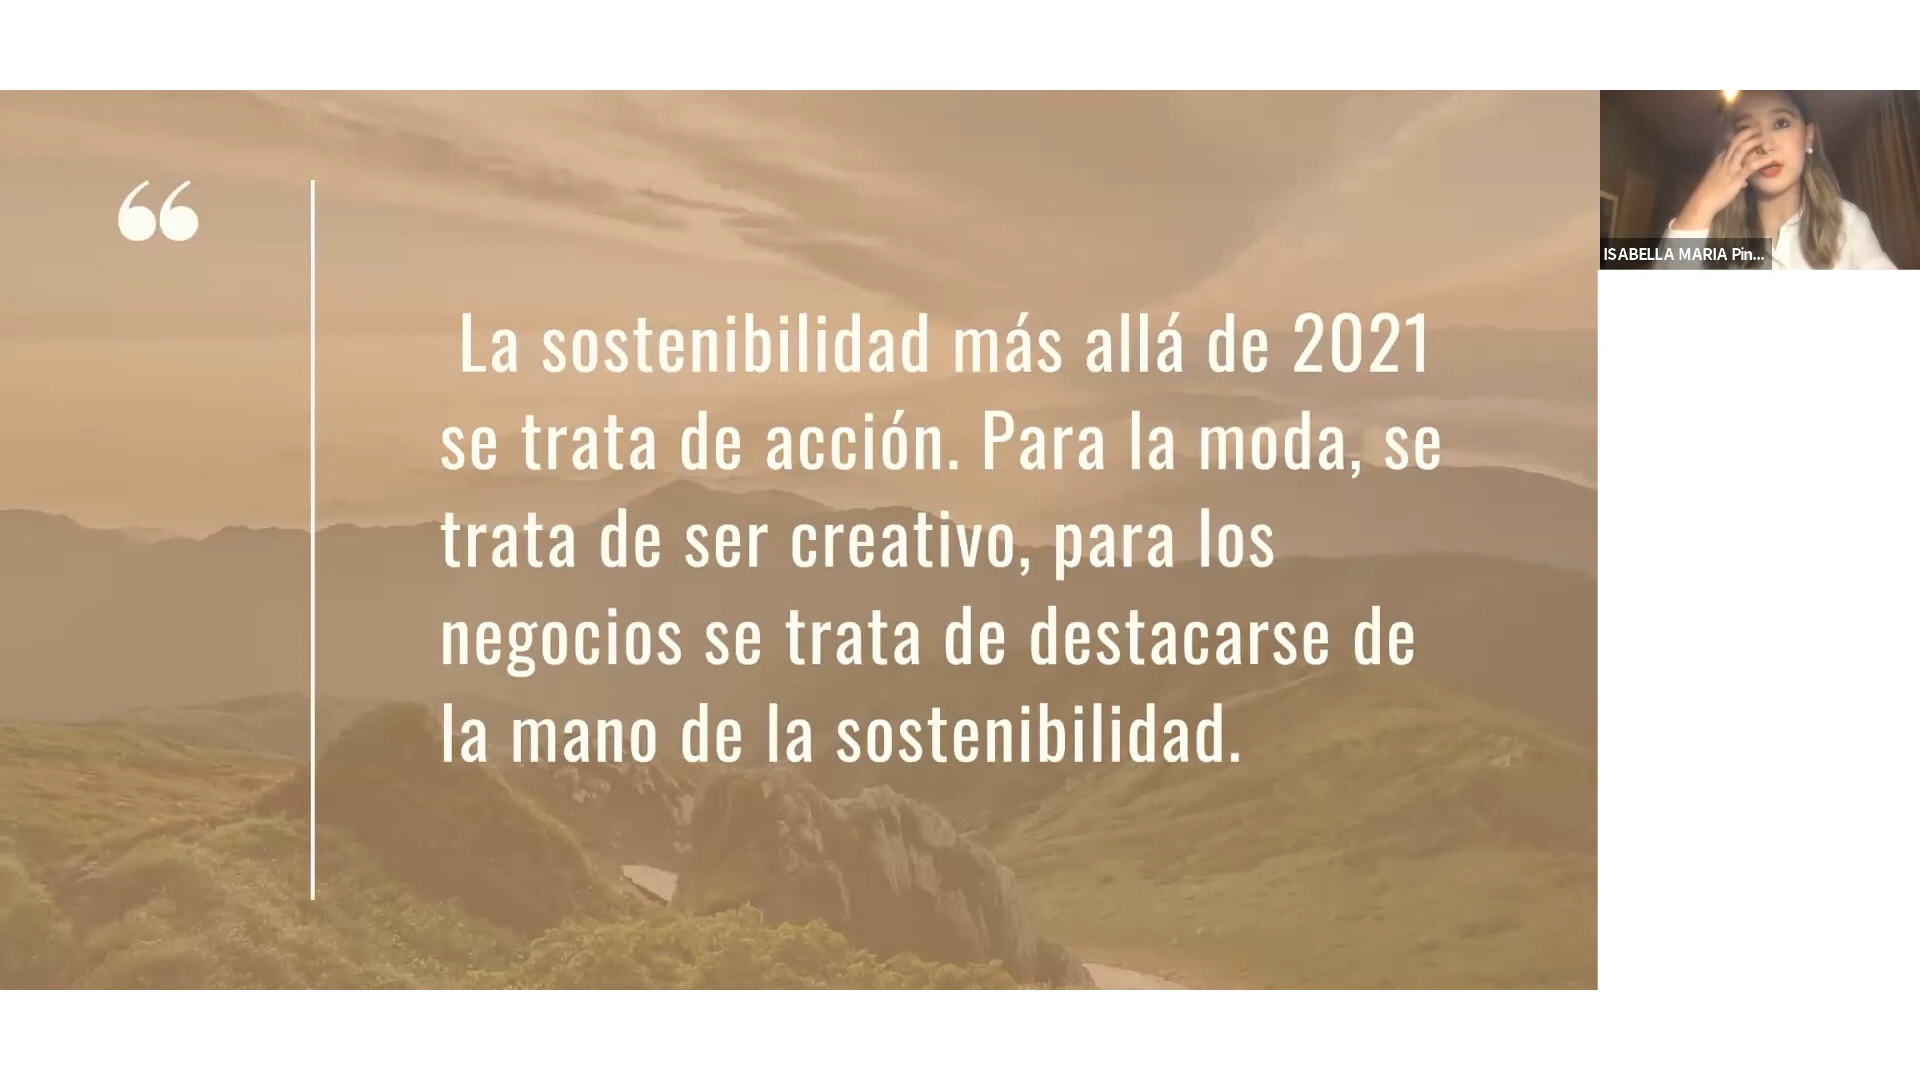 “
La sostenibilidad más allá de 2021
se trata de acción. Para la moda, se
trata de ser creativo, para los
negocios se trata de destacarse de
la mano de la sostenibilidad.
ISABELLA MARIA Pin...